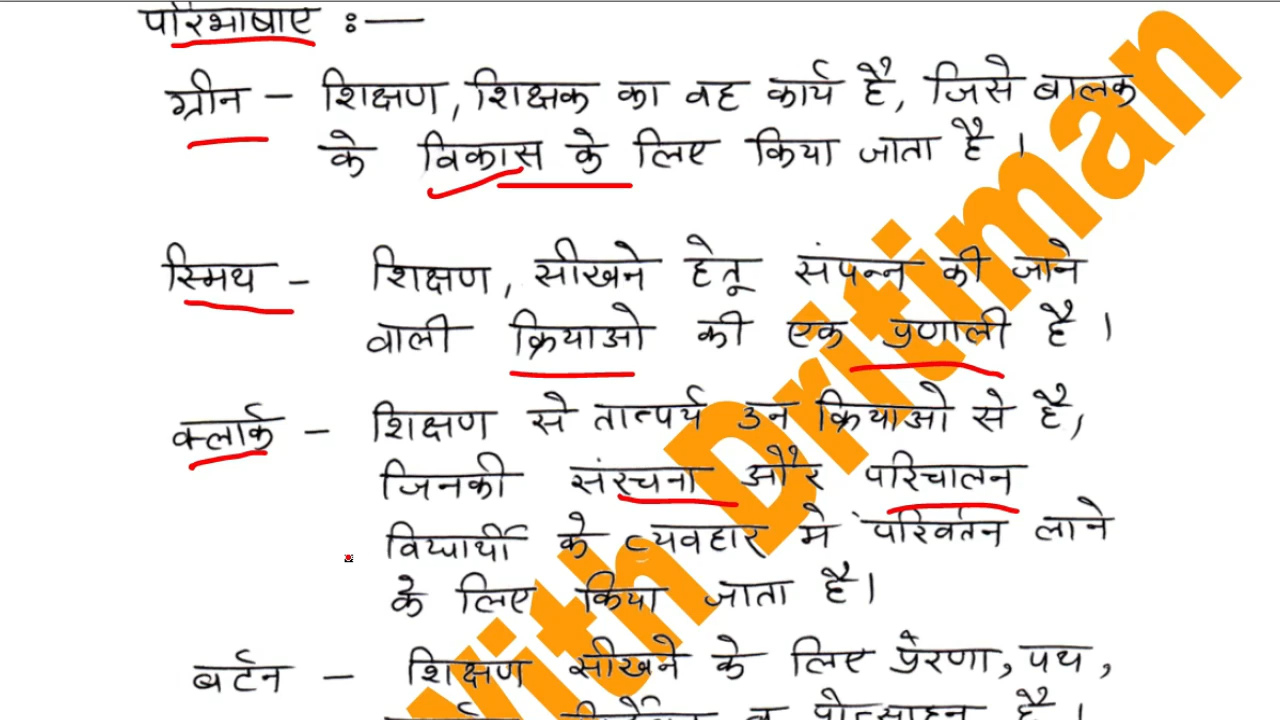 परिभाषाए :—
ग्रीन – शिक्षण, शिक्षक का वह कार्य है, जिसे बालक
के विकास के लिए किया जाता है ।
स्मिथ – शिक्षण, सीखने हेतू संपन्न की जाने
वाली क्रियाओ की एक प्रणाली है ।
क्लार्क – शिक्षण से तात्पर्य उन क्रियाओ से है,
जिनकी संरचना और परिचालन
विद्यार्थी के व्यवहार मे परिवर्तन लाने
के लिए किया जाता है।
बर्टन – शिक्षण सीखने के लिए प्रेरणा, पथ,
व प्रोत्साहन है ।
with Dritiman